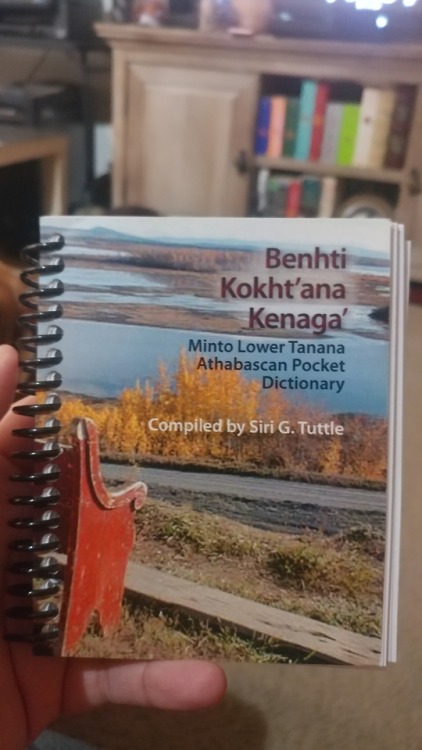 Benhti
Kokht'ana
Kenaga'
Minto Lower Tanana
Athabascan Pocket
Dictionary
Compiled by Siri G. Tuttle